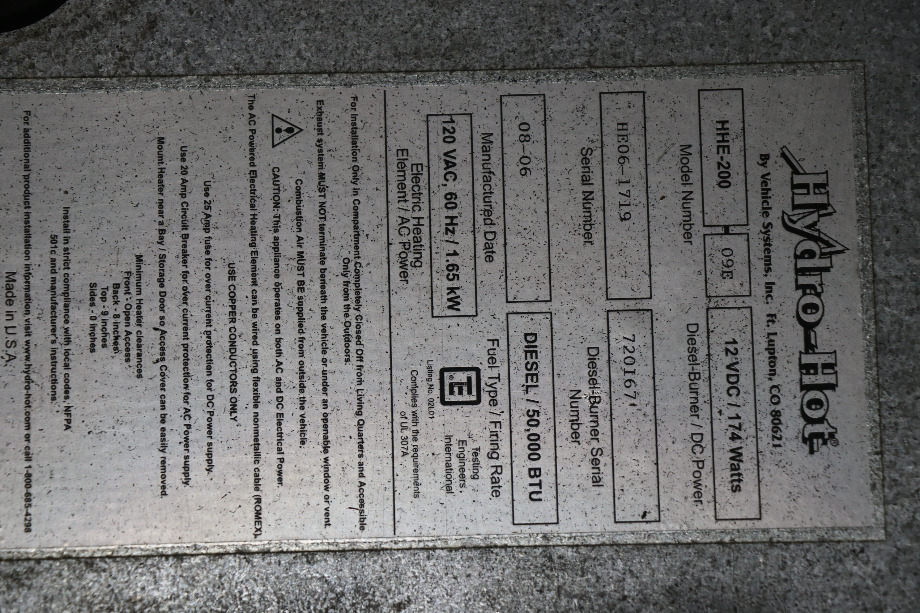 Hydro-Hot
By Vehicle Systems, Inc. Ft. Lupton, CO 80621
HHE-200 - 09E 12 VDC / 174 Watts
Model Number Diesel-Burner / DC Power
HR06 1719 720167
Serial Number Diesel-Burner Serial
Number
08-06 DIESEL / 50,000 BTU
Manufactured Date Fuel Type / Firing Rate
120 VAC, 60 Hz / 1.65 kW
Electric Heating
Element / AC Power
Testing
Engineers
International
Listing No. 02I.01
Complies with the requirements
of UL 307A
For Installation Only in Compartment Completely Closed Off from Living Quarters and Accessible
Only from the Outdoors.
Exhaust system MUST NOT: terminate beneath the vehicle or under an openable window or vent.
Combustion Air MUST BE supplied from outside the vehicle.
CAUTION: This appliance operates on both AC and DC Electrical Power.
The AC Powered Electrical Heating Element can be wired using flexible nonmetallic cable (ROMEX).
USE COPPER CONDUCTORS ONLY
Use 25 Amp fuse for over current protection for DC Power supply.
Use 20 Amp Circuit Breaker for over current protection for AC Power supply.
Mount Heater near a Bay / Storage Door so Access Cover can be easily removed.
Minimum Heater clearances
Front - Open Access
Back - 8 inches
Top - 9 inches
Sides - 0 inches
Install in strict compliance with local codes, NFPA
501c and manufacturer's instructions.
For additional product installation information visit www.hydro-hot.com or call 1-800-685-4298
Made in U.S.A.